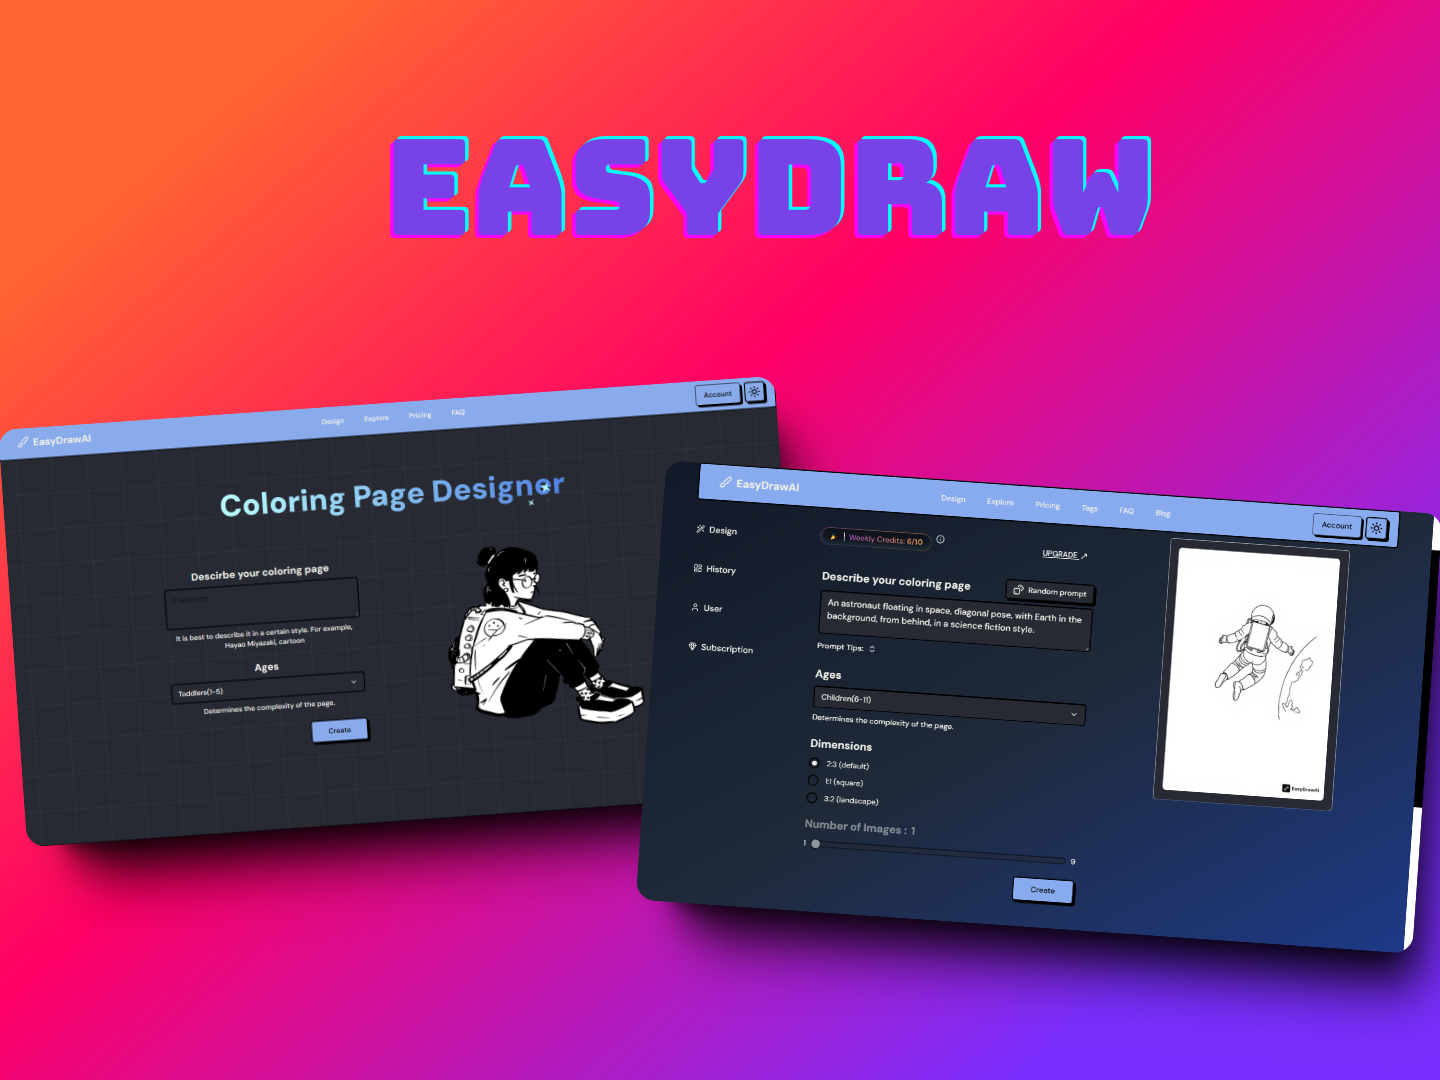 EASYDRAW
EasyDrawAI
Design Explore Pricing FAQ
Account
Coloring Page Designer
Descirbe your coloring page
It is best to describe it in a certain style. For example,
Hayao Miyazaki, cartoon
Ages
Toddlers(1-5)
Determines the complexity of the page.
Create
EasyDrawAI
Design Explore Pricing Tags FAQ Blog
Account
Design
History
User
Subscription
Weekly Credits: 6/10
UPGRADE
Describe your coloring page
Random prompt
An astronaut floating in space, diagonal pose, with Earth in the
background, from behind, in a science fiction style.
Prompt Tips:
Ages
Children(6-11)
Determines the complexity of the page.
Dimensions
2:3 (default)
1:1 (square)
3:2 (landscape)
Number of Images : 1
1 9
Create
EasyDrawAI